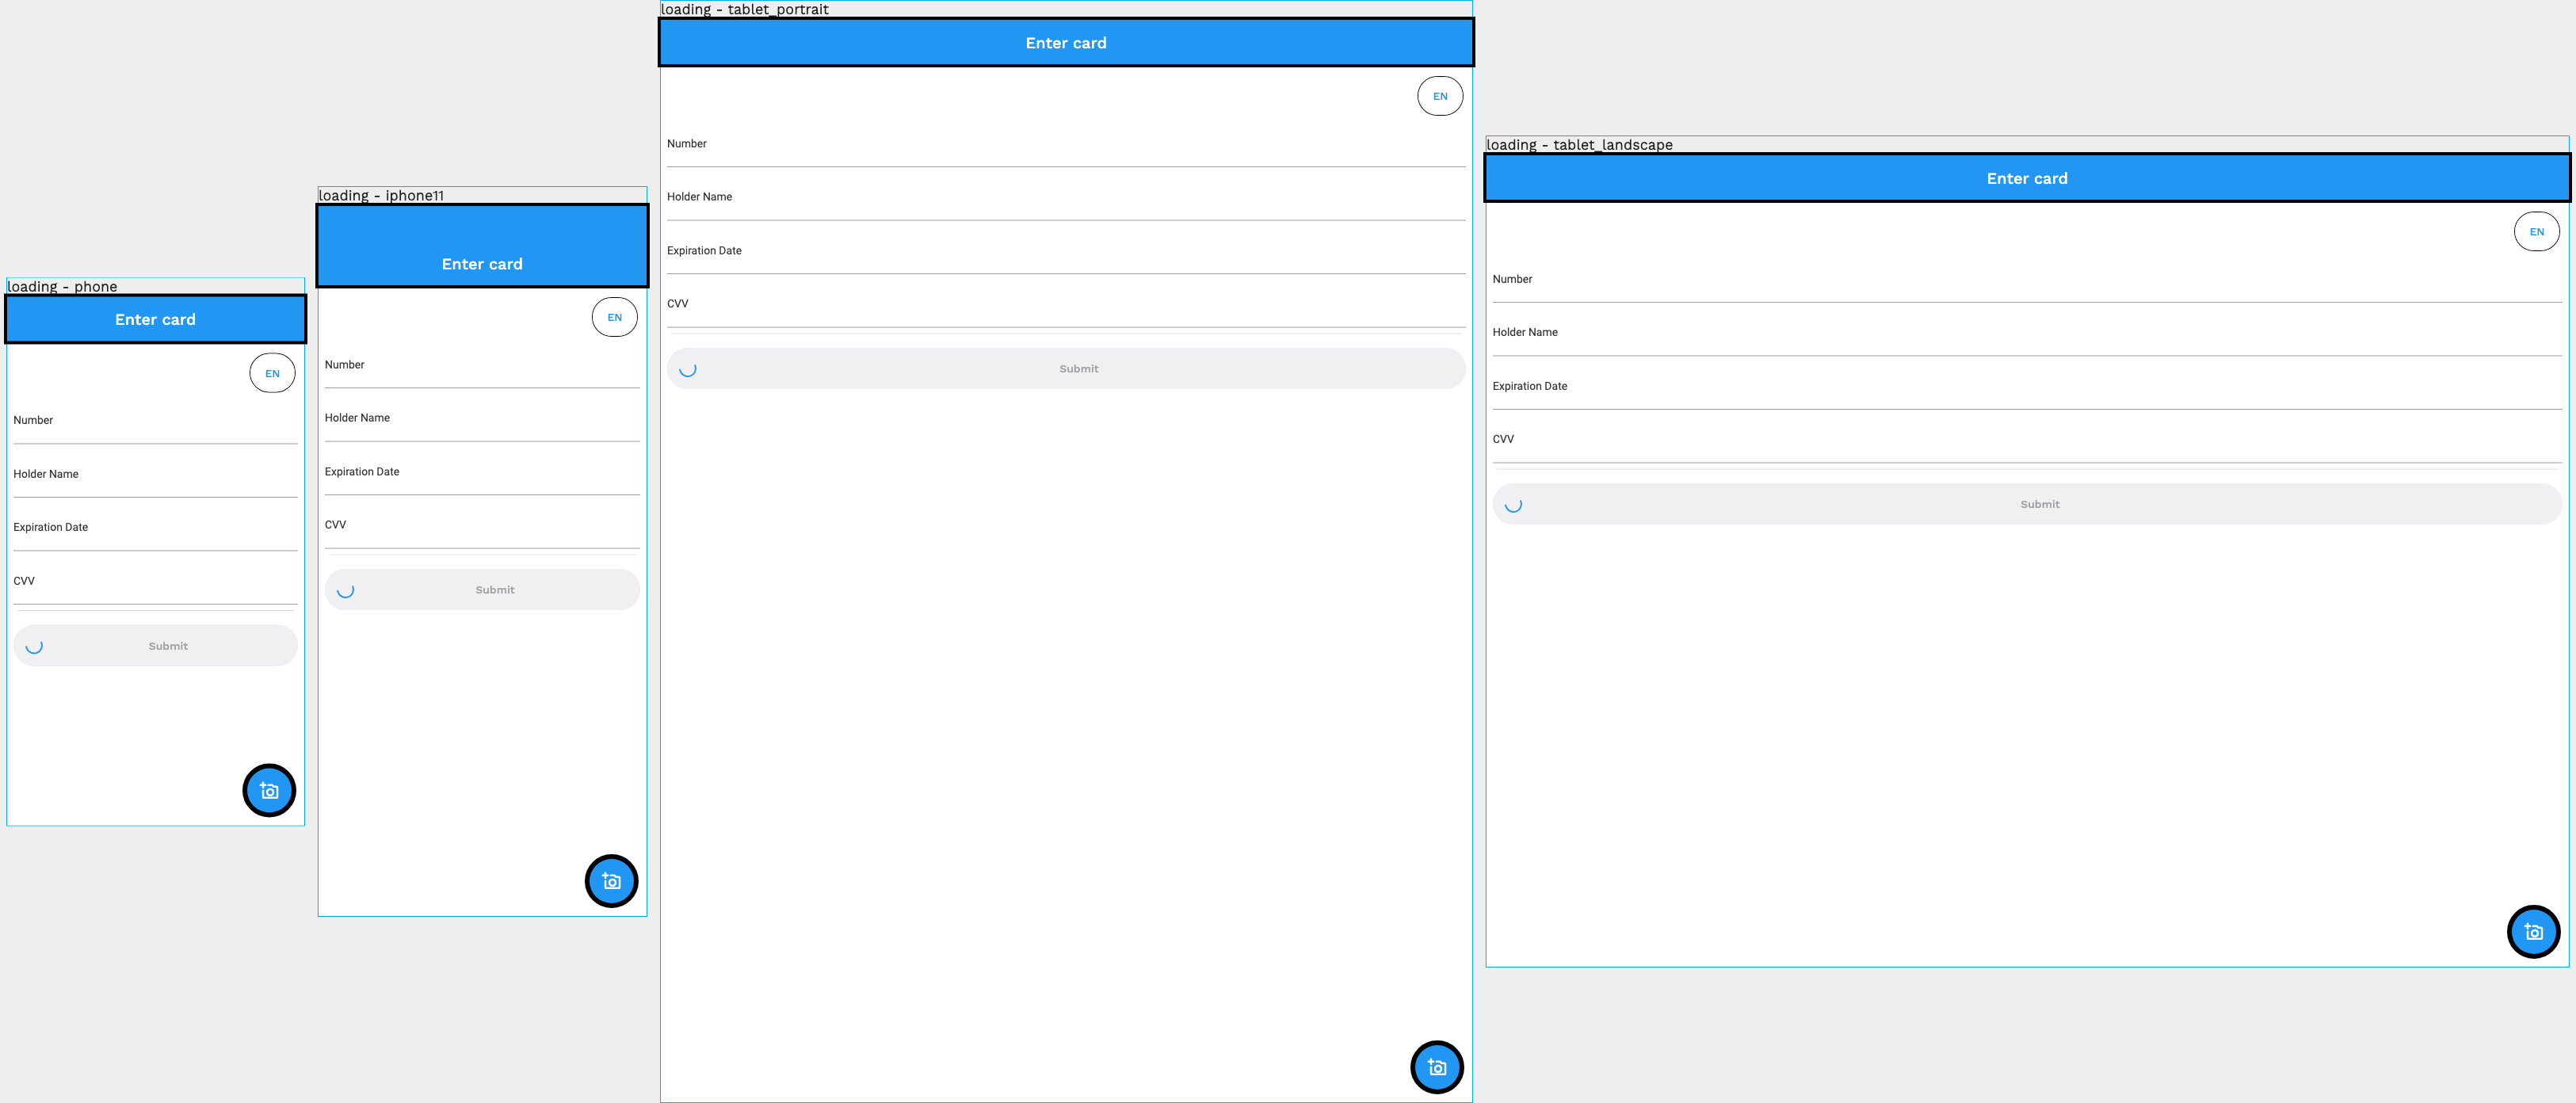 loading - phone
Enter card
EN
Number
Holder Name
Expiration Date
CVV
Submit
loading - iphone11
Enter card
EN
Number
Holder Name
Expiration Date
CVV
Submit
loading - tablet_portrait
Enter card
EN
Number
Holder Name
Expiration Date
CVV
Submit
loading - tablet_landscape
Enter card
EN
Number
Holder Name
Expiration Date
CVV
Submit